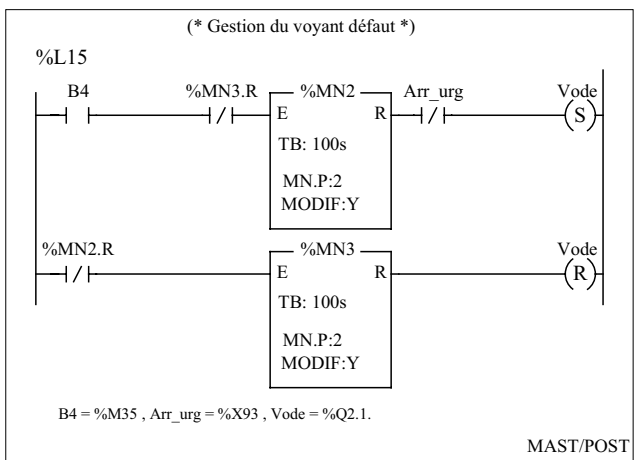 (* Gestion du voyant défaut *)
%L15
B4 %MN3.R %MN2 Arr_urg Vode
E R S
TB: 100s
MN.P:2
MODIF:Y
%MN2.R %MN3 Vode
E R R
TB: 100s
MN.P:2
MODIF:Y
B4 = %M35 , Arr_urg = %X93 , Vode = %Q2.1.
MAST/POST